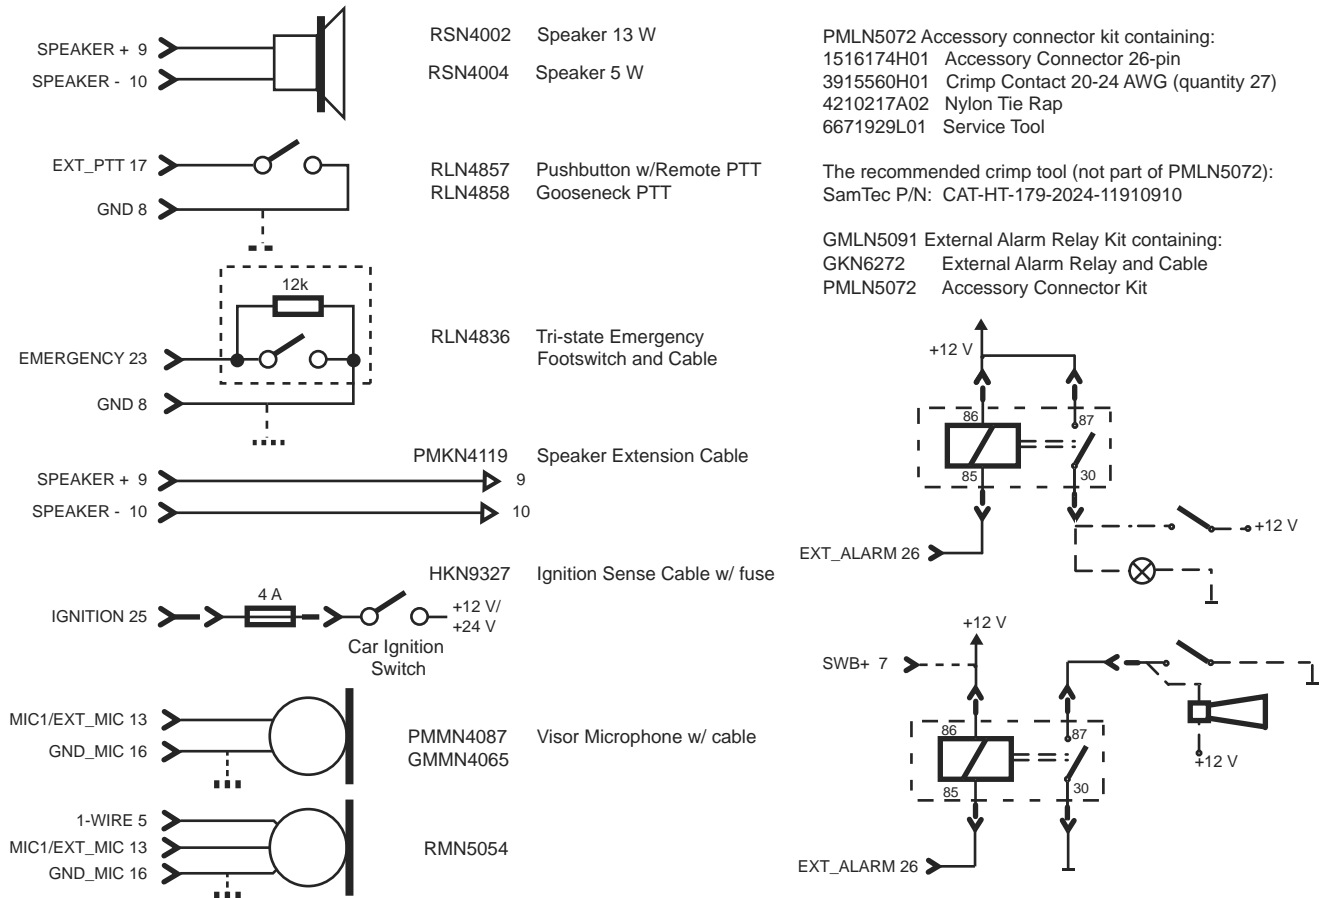 SPEAKER + 9
SPEAKER - 10
RSN4002 Speaker 13 W
RSN4004 Speaker 5 W
EXT_PTT 17
GND 8
RLN4857 Pushbutton w/Remote PTT
RLN4858 Gooseneck PTT
12k
EMERGENCY 23
GND 8
RLN4836 Tri-state Emergency
Footswitch and Cable
PMKN4119 Speaker Extension Cable
SPEAKER + 9
9
SPEAKER - 10
10
HKN9327 Ignition Sense Cable w/ fuse
4 A
IGNITION 25
+12 V/
+24 V
Car Ignition
Switch
MIC1/EXT_MIC 13
GND_MIC 16
PMMN4087 Visor Microphone w/ cable
GMMN4065
1-WIRE 5
MIC1/EXT_MIC 13
GND_MIC 16
RMN5054
PMLN5072 Accessory connector kit containing:
1516174H01 Accessory Connector 26-pin
3915560H01 Crimp Contact 20-24 AWG (quantity 27)
4210217A02 Nylon Tie Rap
6671929L01 Service Tool
The recommended crimp tool (not part of PMLN5072):
SamTec P/N: CAT-HT-179-2024-11910910
GMLN5091 External Alarm Relay Kit containing:
GKN6272 External Alarm Relay and Cable
PMLN5072 Accessory Connector Kit
+12 V
86
87
85
30
+12 V
EXT_ALARM 26
+12 V
SWB+ 7
86
87
+12 V
85
30
EXT_ALARM 26